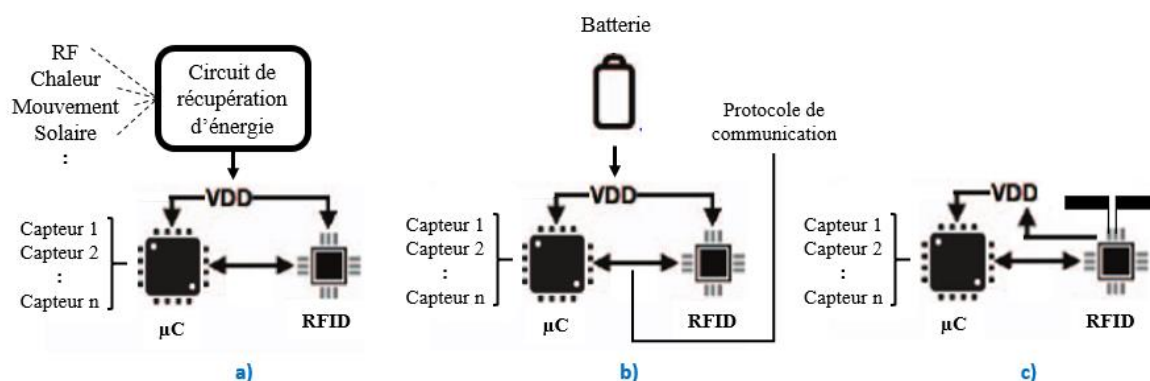 RF
Chaleur
Mouvement
Solaire
:
Circuit de
récupération
d’énergie
VDD
Capteur 1
Capteur 2
:
Capteur n
µC
RFID
a)
Batterie
Protocole de
communication
VDD
Capteur 1
Capteur 2
:
Capteur n
µC
RFID
b)
VDD
Capteur 1
Capteur 2
:
Capteur n
µC
RFID
c)